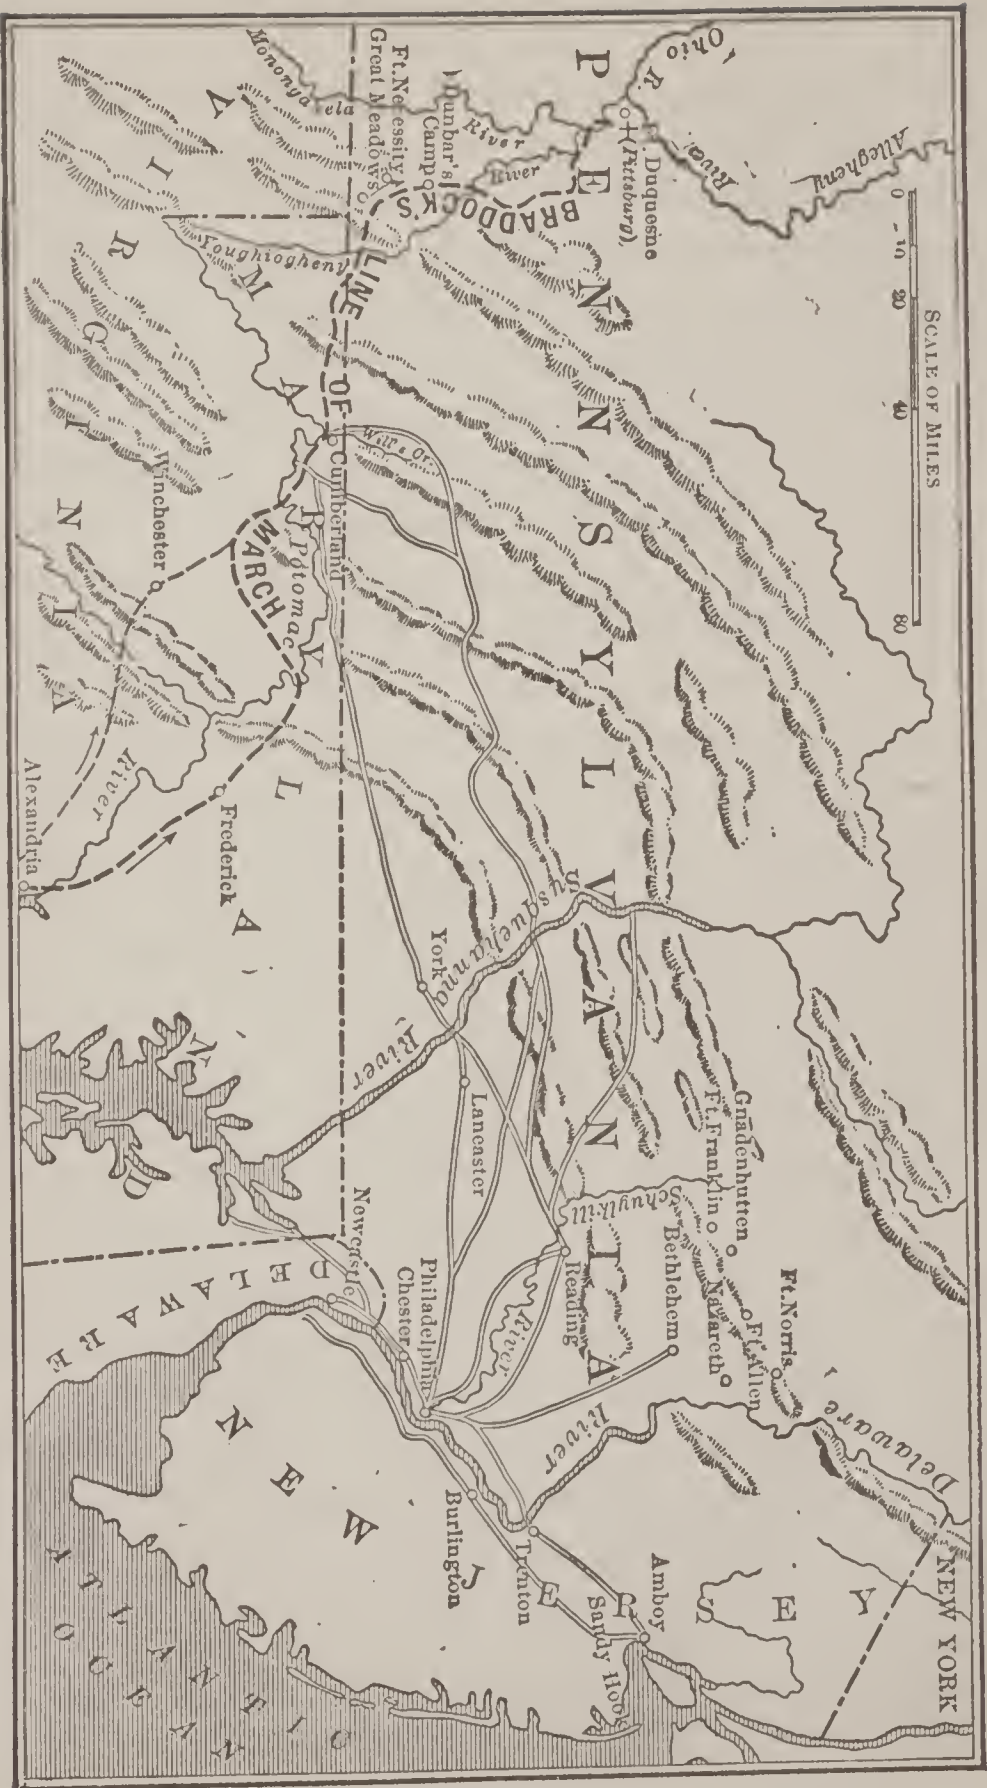 SCALE OF MILES
0 10 20 40 80
Ohio R.
Allegheny
River
Ft. Duquesne
(Pittsburg)
PENNSYLVANIA
Monongahela
River
Ft. Necessity
Great Meadows
Dunbar's
Camp
River
Youghiogheny
BRADDOCK'S
LINE OF
MARCH
Will's Cr.
Cumberland
Potomac
River
VIRGINIA
MARYLAND
Winchester
Frederick
Alexandria
Susquehanna
River
York
Lancaster
Gnadenhutten
Ft. Franklin
Schuylkill
River
Reading
Bethlehem
Nazareth
Ft. Allen
Ft. Norris
Delaware
River
Newcastle
Chester
Philadelphia
DELAWARE
Burlington
Trenton
Amboy
Sandy Hook
NEW JERSEY
NEW YORK
ATLANTIC
OCEAN